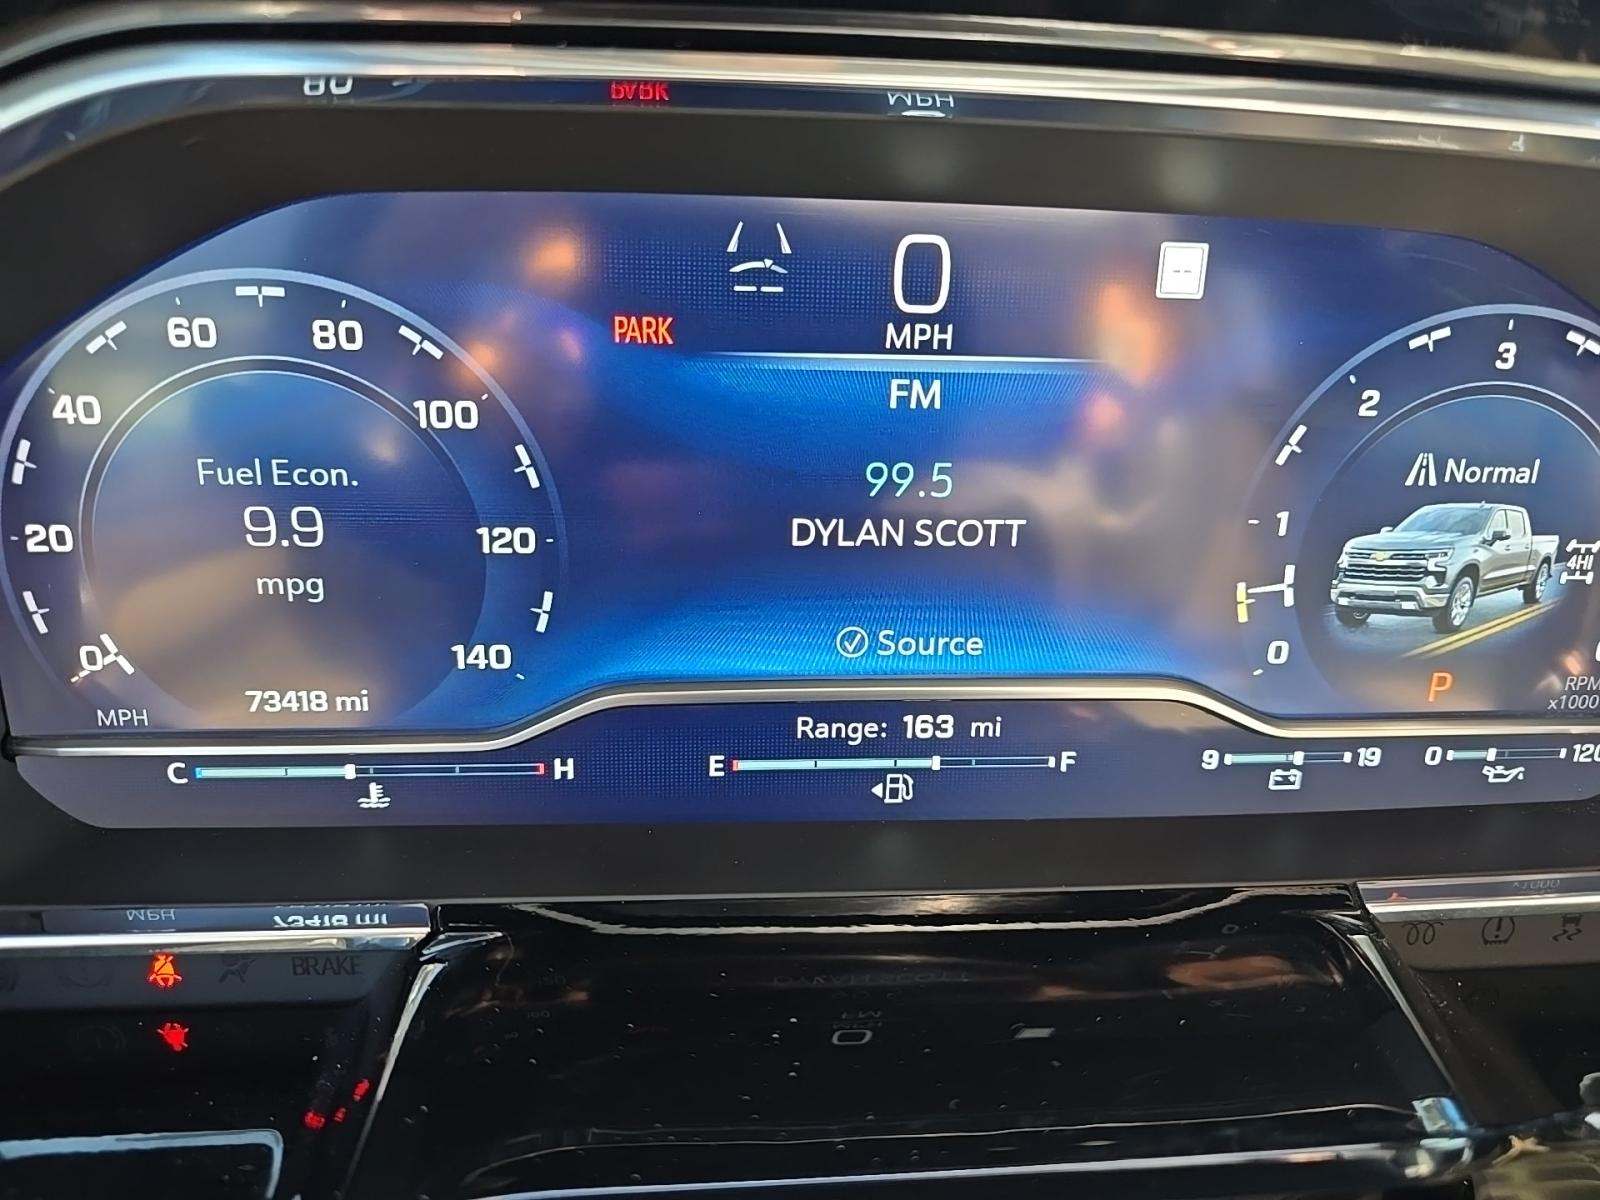 0
MPH
--
PARK
FM
99.5
DYLAN SCOTT
Source
0
20
40
60
80
100
120
140
Fuel Econ.
9.9
mpg
73418 mi
MPH
0
1
2
3
Normal
4HI
P
RPM
x1000
Range: 163 mi
C H
E F
9 19
0 120
BRAKE